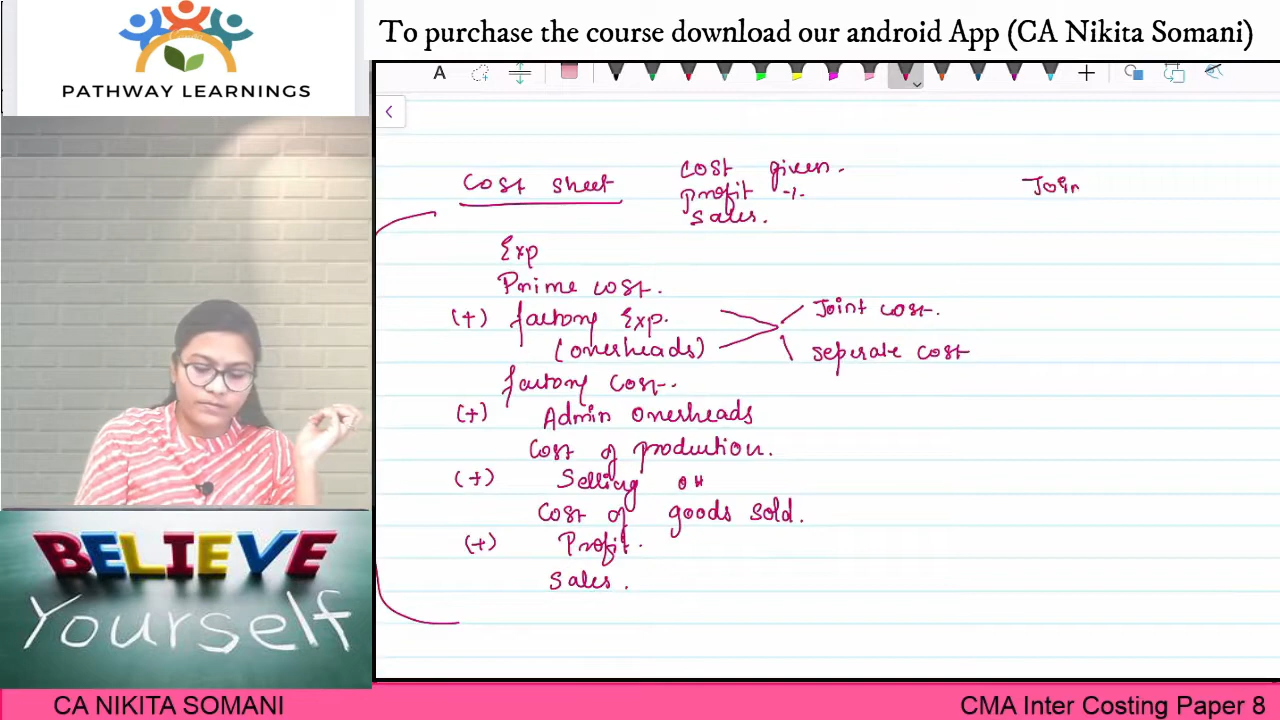 To purchase the course download our android App (CA Nikita Somani)
PATHWAY LEARNINGS
A
Cost sheet
Cost given.
Profit -%-
Sales.
Join
Exp
Prime cost.
(+) factory Exp.
(overheads)
Joint cost.
seperate cost
factory cost.
(+) Admin overheads
Cost of production.
(+) Selling OH
Cost of goods sold.
(+) Profit.
Sales.
BELIEVE
Yourself
CA NIKITA SOMANI
CMA Inter Costing Paper 8